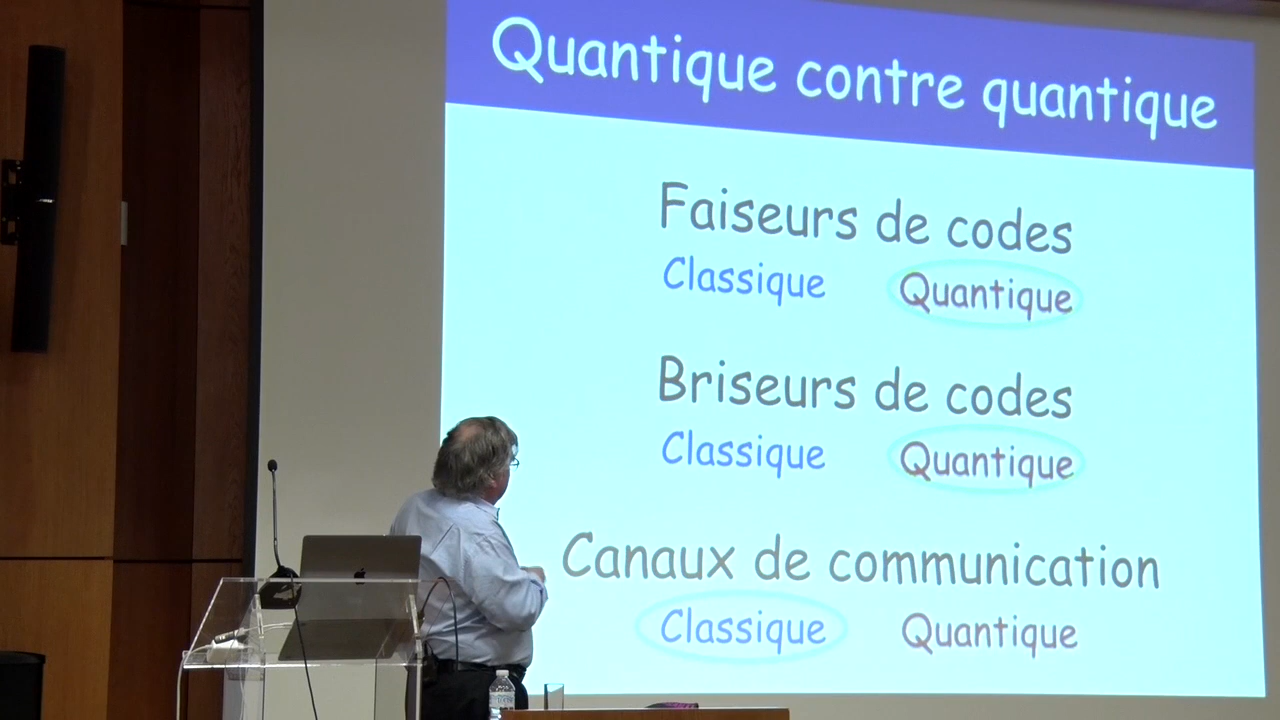 Quantique contre quantique
Faiseurs de codes
Classique Quantique
Briseurs de codes
Classique Quantique
Canaux de communication
Classique Quantique